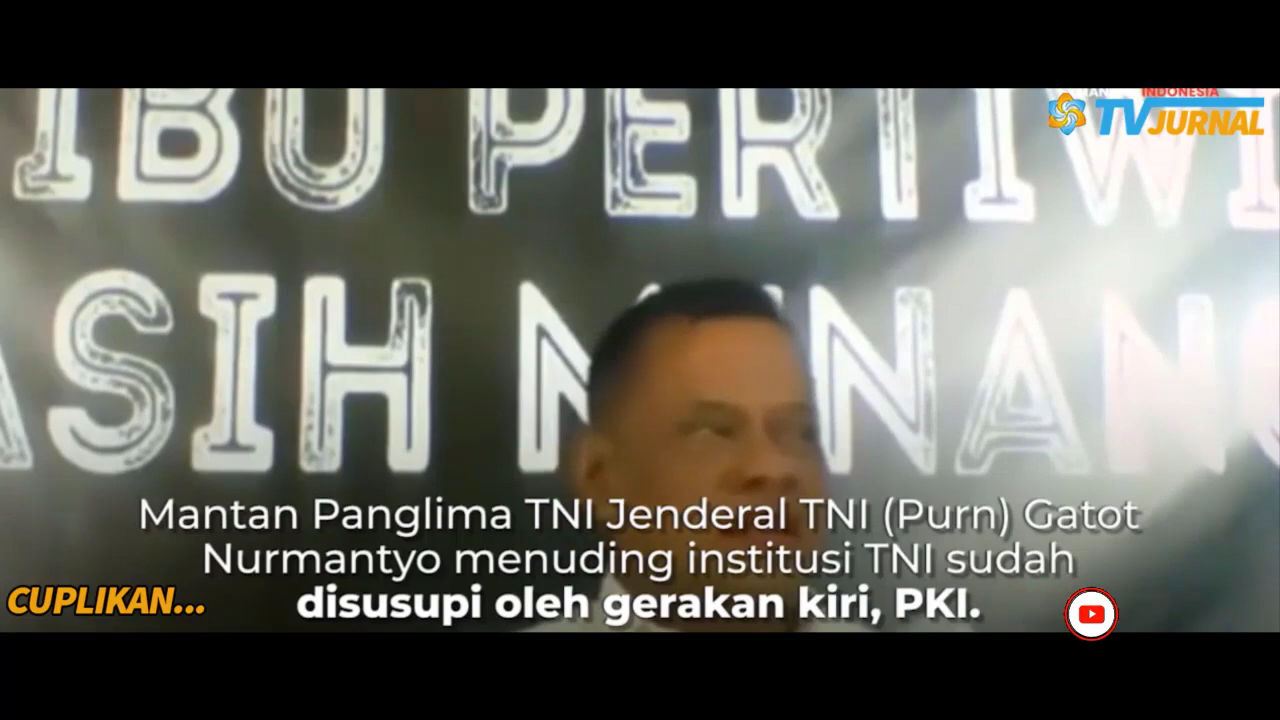 INDONESIA
TVJURNAL
IBU PERTIWI
ASIH M NANG
Mantan Panglima TNI Jenderal TNI (Purn) Gatot
Nurmantyo menuding institusi TNI sudah
disusupi oleh gerakan kiri, PKI.
CUPLIKAN...